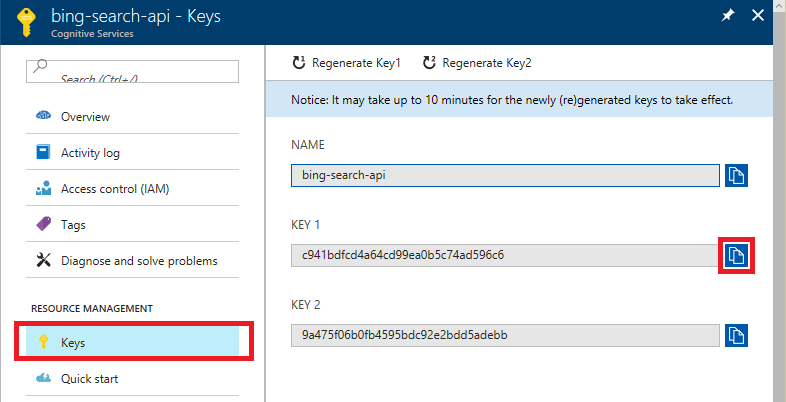 bing-search-api - Keys
Cognitive Services
Search (Ctrl+/)
Overview
Activity log
Access control (IAM)
Tags
Diagnose and solve problems
RESOURCE MANAGEMENT
Keys
Quick start
Regenerate Key1
Regenerate Key2
Notice: It may take up to 10 minutes for the newly (re)generated keys to take effect.
NAME
bing-search-api
KEY 1
c941bdfcd4a64cd99ea0b5c74ad596c6
KEY 2
9a475f06b0fb4595bdc92e2bdd5adebb